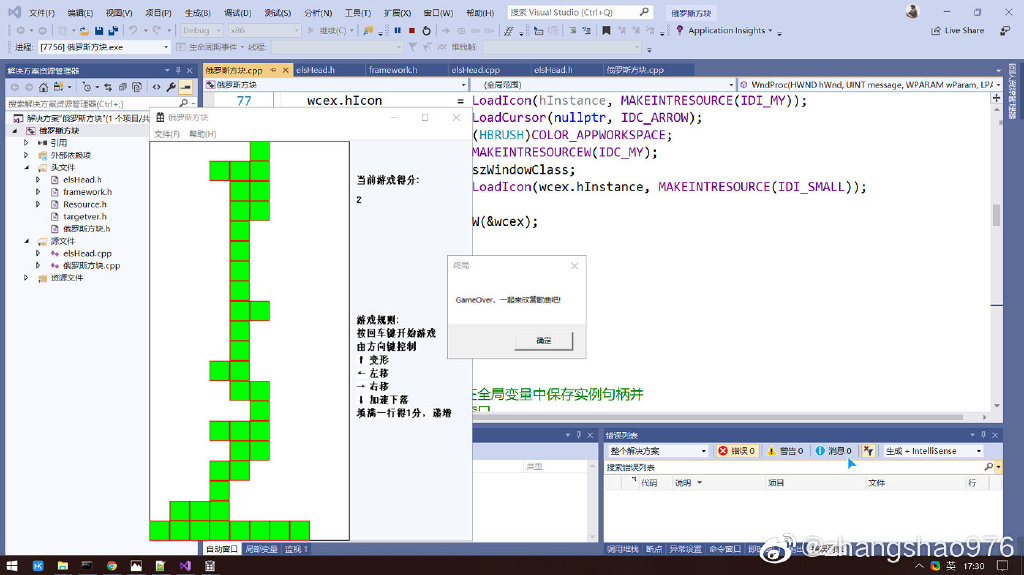 文件(F) 编辑(E) 视图(V) 项目(P) 生成(B) 调试(D) 测试(S) 分析(N) 工具(T) 扩展(X) 窗口(W) 帮助(H) 搜索 Visual Studio (Ctrl+Q) 俄罗斯方块
Debug x86 继续(C) Application Insights Live Share
进程: [7756] 俄罗斯方块.exe 生命周期事件 线程: 堆栈帧:
解决方案资源管理器
搜索解决方案资源管理器(Ctrl+;)
解决方案"俄罗斯方块"(1 个项目/共
俄罗斯方块
引用
外部依赖项
头文件
elsHead.h
framework.h
Resource.h
targetver.h
俄罗斯方块.h
源文件
elsHead.cpp
俄罗斯方块.cpp
资源文件
俄罗斯方块.cpp elsHead.h framework.h elsHead.cpp elsHead.h 俄罗斯方块.cpp
俄罗斯方块 (全局范围) WndProc(HWND hWnd, UINT message, WPARAM wParam, LPA
77 wcex.hIcon = LoadIcon(hInstance, MAKEINTRESOURCE(IDI_MY));
LoadCursor(nullptr, IDC_ARROW);
(HBRUSH)COLOR_APPWORKSPACE;
MAKEINTRESOURCEW(IDC_MY);
szWindowClass;
LoadIcon(wcex.hInstance, MAKEINTRESOURCE(IDI_SMALL));
W(&wcex);
在全局变量中保存实例句柄并
俄罗斯方块
文件(F) 帮助(H)
当前游戏得分:
2
游戏规则:
按回车键开始游戏
由方向键控制
↑ 变形
← 左移
→ 右移
↓ 加速下落
填满一行得1分,递增
终局
GameOver, 一起来欣赏歌曲吧!
确定
类型
自动窗口 局部变量 监视 1
错误列表
整个解决方案 错误 0 警告 0 消息 0 生成 + IntelliSense
搜索错误列表
代码 说明 项目 文件 行
调用堆栈 断点 异常设置 命令窗口
@zhangshao976
英 17:30